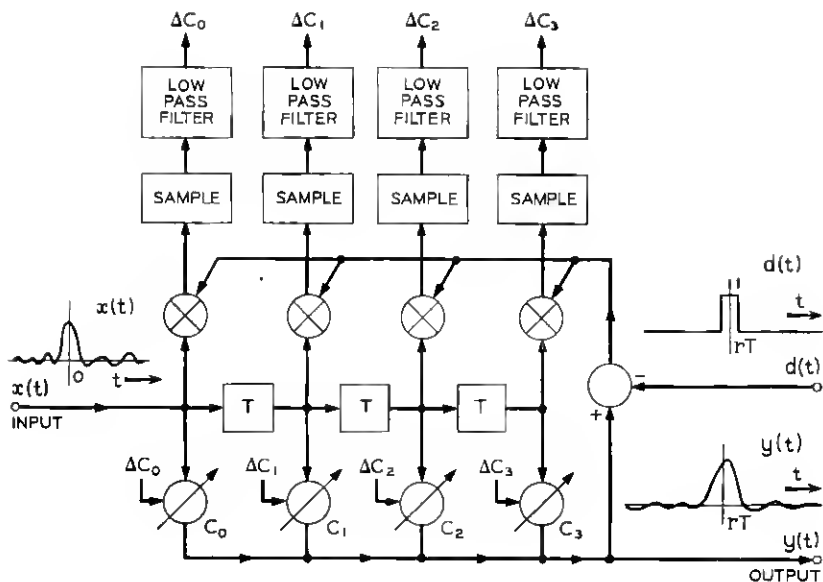 ΔC₀ ΔC₁ ΔC₂ ΔC₃
LOW PASS FILTER
LOW PASS FILTER
LOW PASS FILTER
LOW PASS FILTER
SAMPLE
SAMPLE
SAMPLE
SAMPLE
d(t)
1
t
rT
x(t)
0
t
x(t)
INPUT
T
T
T
d(t)
-
+
ΔC₀ ΔC₁ ΔC₂ ΔC₃
C₀ C₁ C₂ C₃
y(t)
t
rT
y(t)
OUTPUT